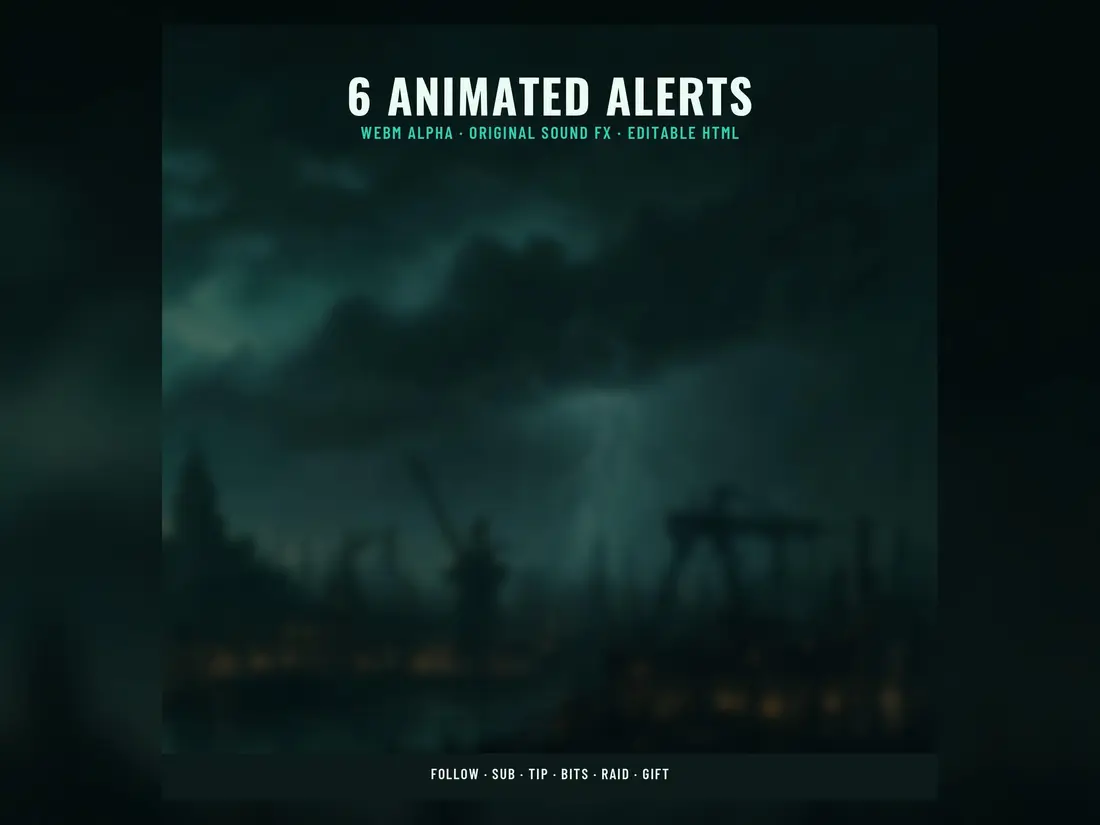 6 ANIMATED ALERTS
WEBM ALPHA · ORIGINAL SOUND FX · EDITABLE HTML
FOLLOW · SUB · TIP · BITS · RAID · GIFT